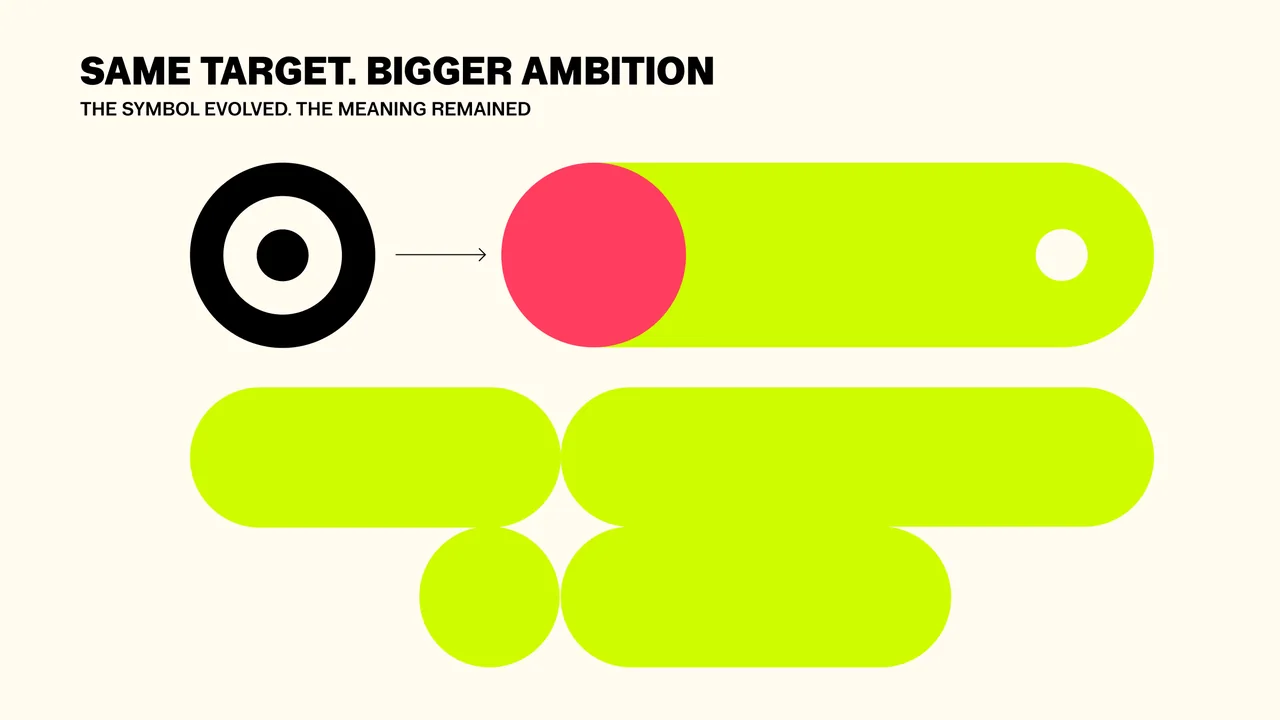 SAME TARGET. BIGGER AMBITION
THE SYMBOL EVOLVED. THE MEANING REMAINED